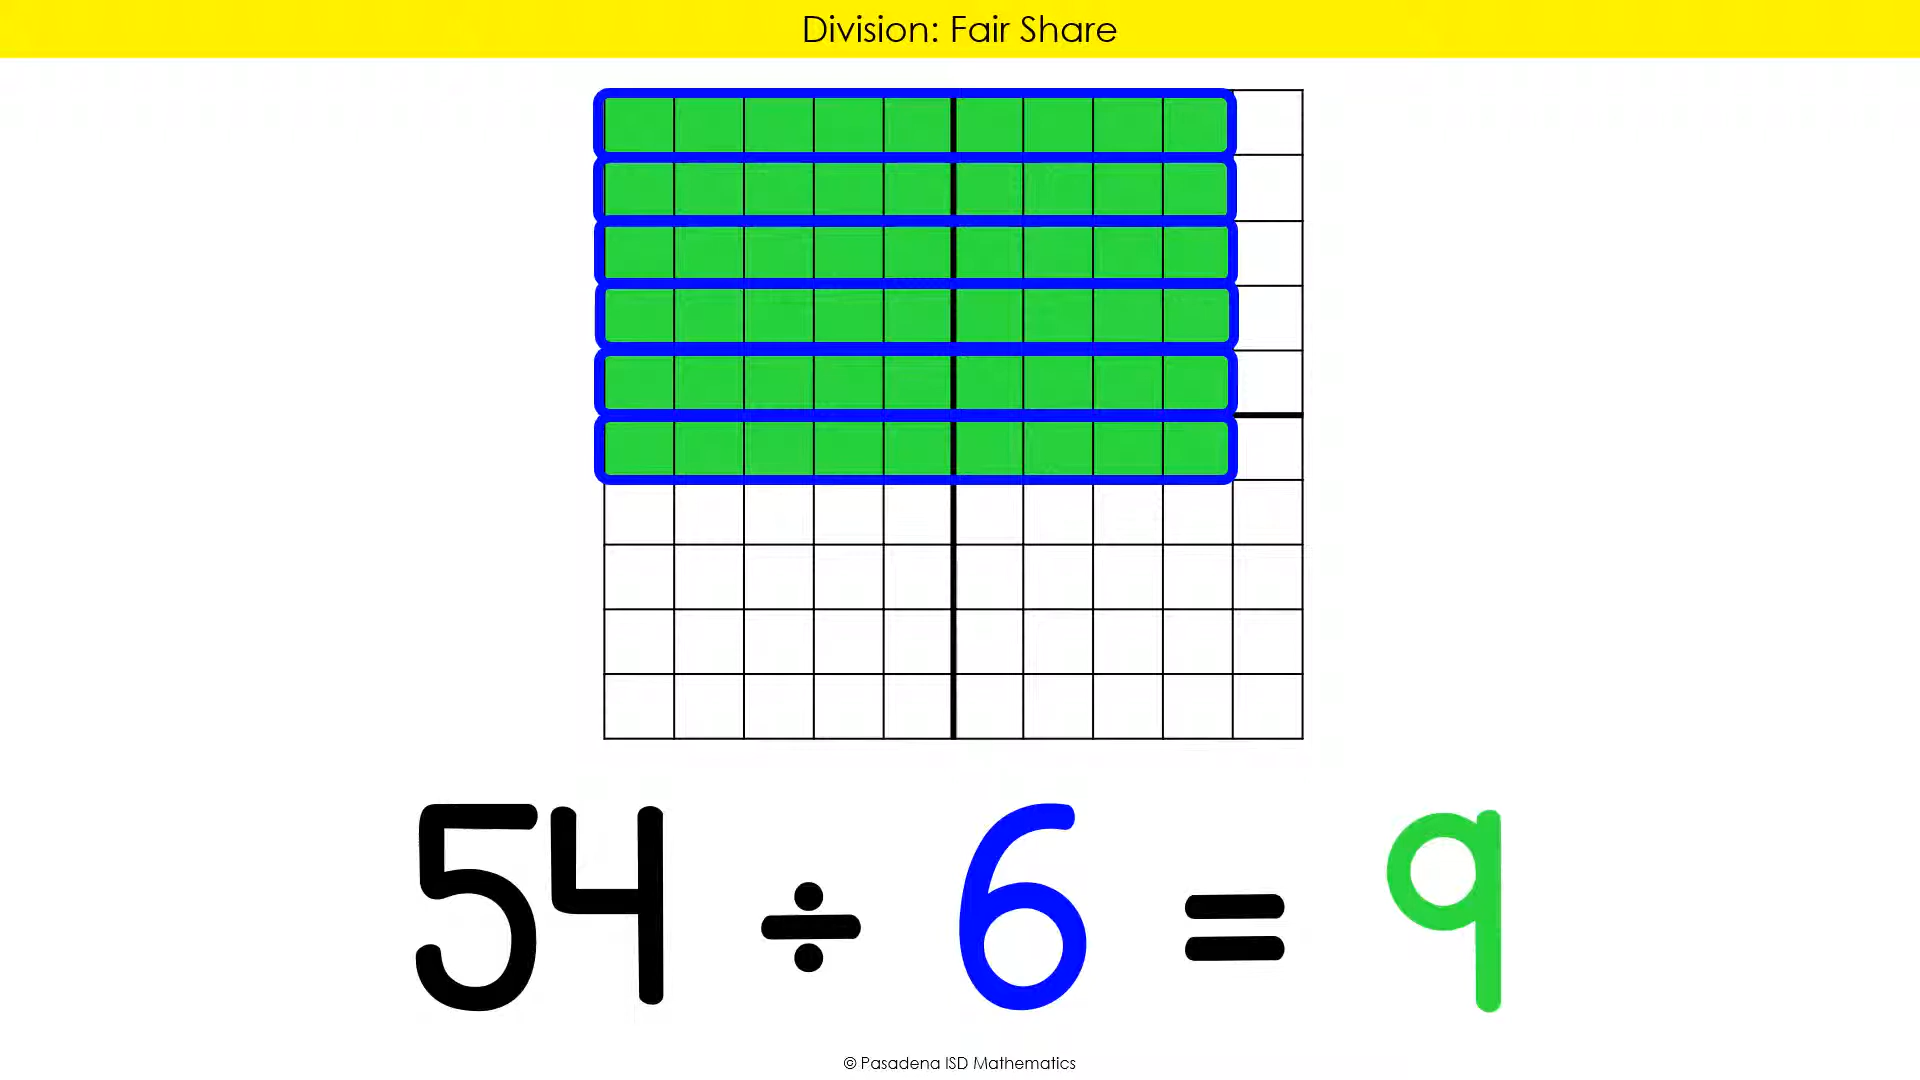 Division: Fair Share
54 ÷ 6 = 9
© Pasadena ISD Mathematics